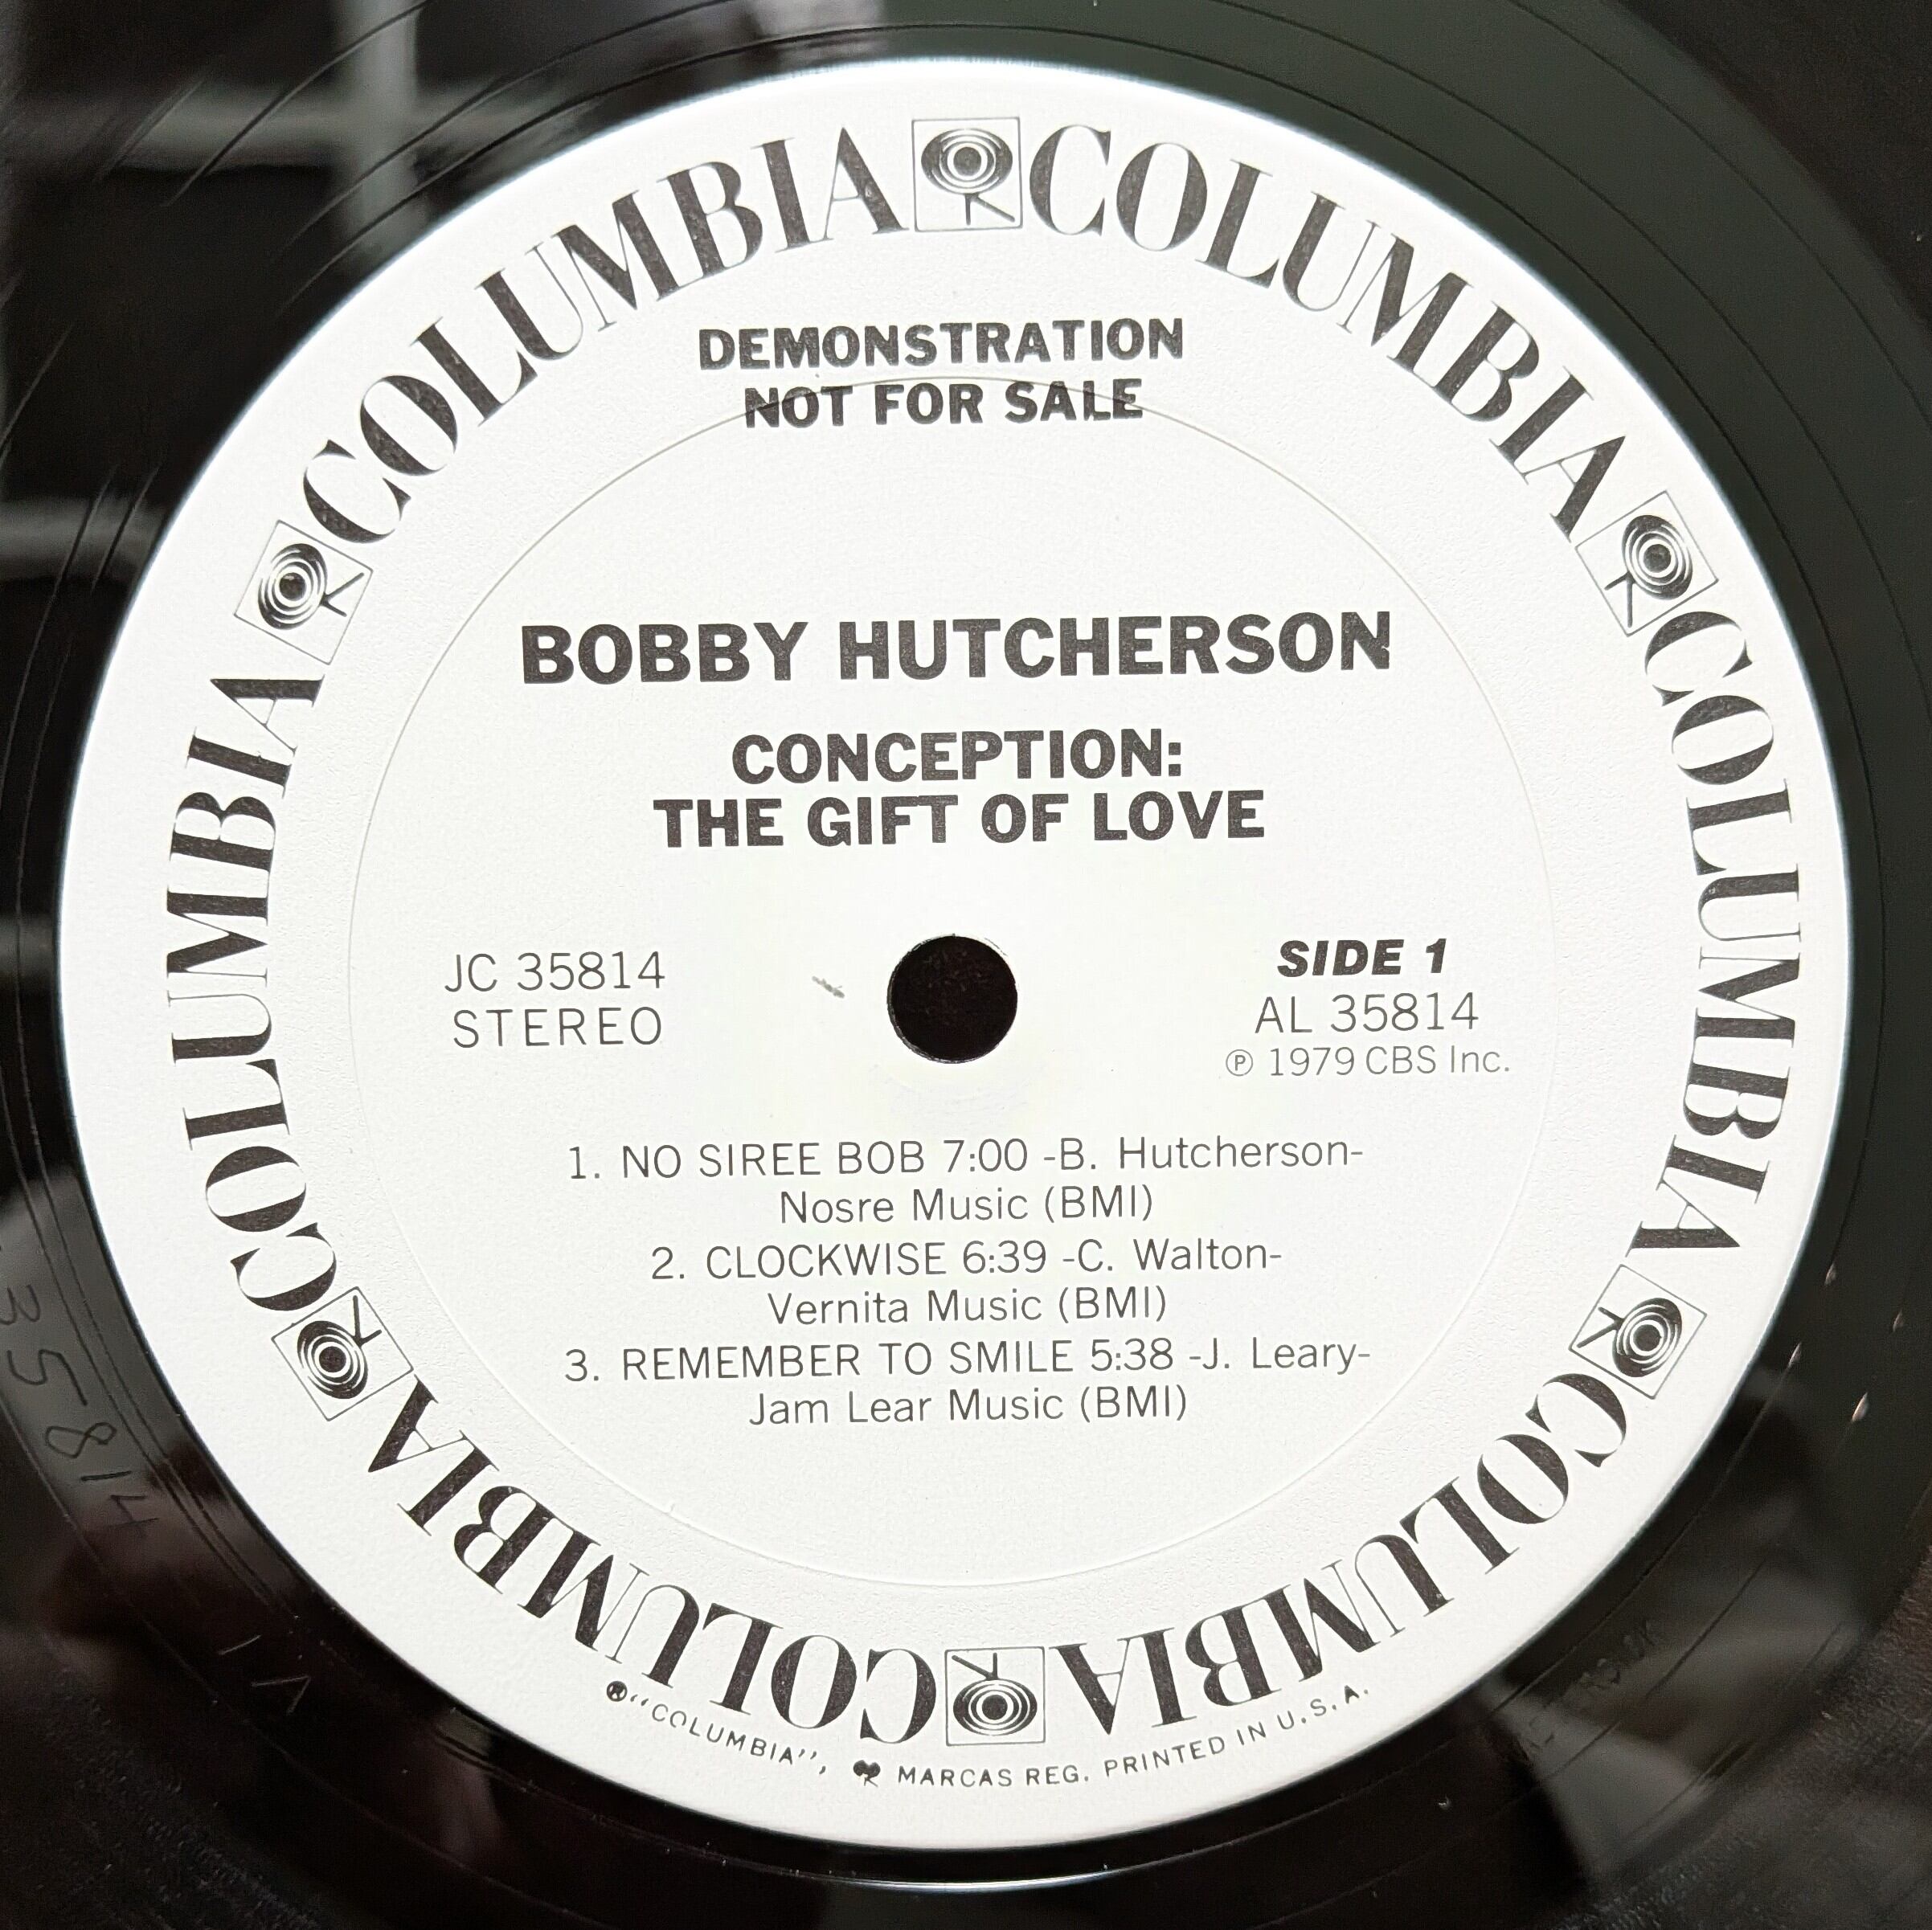 COLUMBIA COLUMBIA COLUMBIA COLUMBIA COLUMBIA COLUMBIA
DEMONSTRATION
NOT FOR SALE
BOBBY HUTCHERSON
CONCEPTION:
THE GIFT OF LOVE
JC 35814
STEREO
SIDE 1
AL 35814
℗ 1979 CBS Inc.
1. NO SIREE BOB 7:00 -B. Hutcherson-
Nosre Music (BMI)
2. CLOCKWISE 6:39 -C. Walton-
Vernita Music (BMI)
3. REMEMBER TO SMILE 5:38 -J. Leary-
Jam Lear Music (BMI)
®"COLUMBIA", MARCAS REG. PRINTED IN U.S.A.
35814